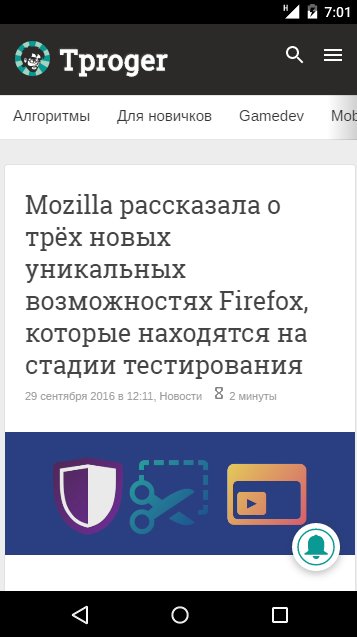 H 7:01
Tproger
Алгоритмы Для новичков Gamedev Mob
Mozilla рассказала о
трёх новых
уникальных
возможностях Firefox,
которые находятся на
стадии тестирования
29 сентября 2016 в 12:11, Новости 2 минуты